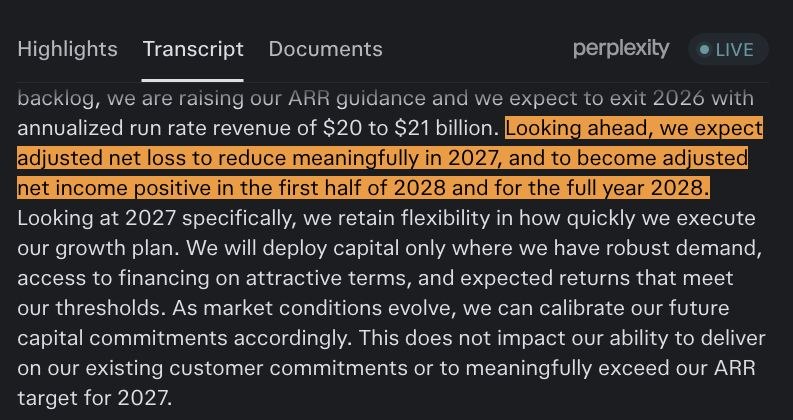 Highlights Transcript Documents perplexity LIVE
backlog, we are raising our ARR guidance and we expect to exit 2026 with
annualized run rate revenue of $20 to $21 billion. Looking ahead, we expect
adjusted net loss to reduce meaningfully in 2027, and to become adjusted
net income positive in the first half of 2028 and for the full year 2028.
Looking at 2027 specifically, we retain flexibility in how quickly we execute
our growth plan. We will deploy capital only where we have robust demand,
access to financing on attractive terms, and expected returns that meet
our thresholds. As market conditions evolve, we can calibrate our future
capital commitments accordingly. This does not impact our ability to deliver
on our existing customer commitments or to meaningfully exceed our ARR
target for 2027.